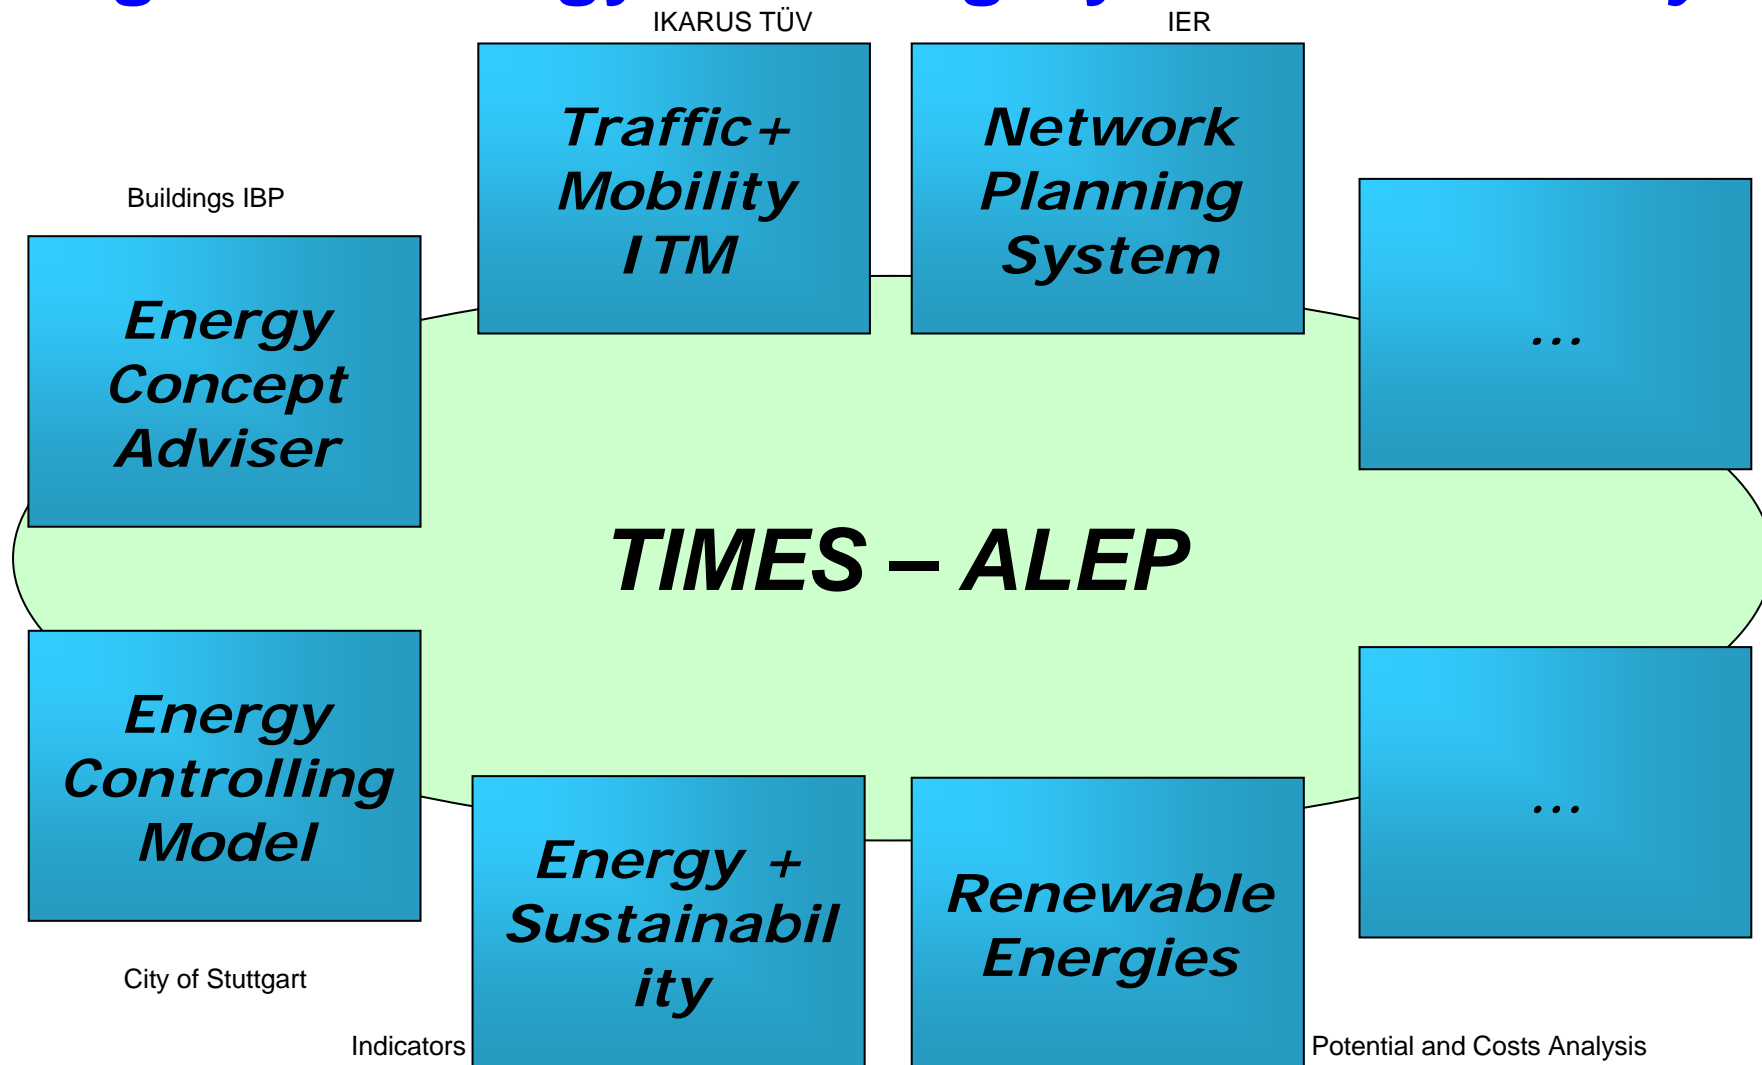 IKARUS TÜV
IER
Traffic+
Mobility
ITM
Network
Planning
System
Buildings IBP
Energy
Concept
Adviser
...
TIMES – ALEP
Energy
Controlling
Model
...
Energy +
Sustainabil
ity
Renewable
Energies
City of Stuttgart
Indicators
Potential and Costs Analysis